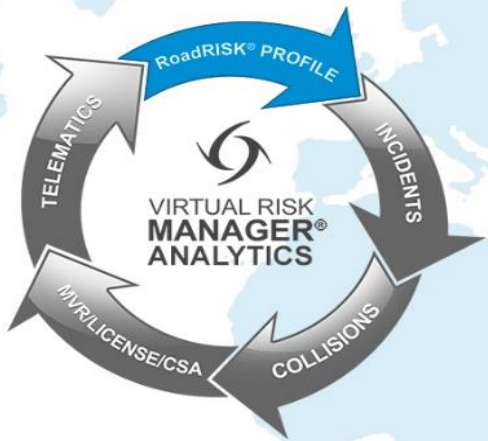 RoadRISK® PROFILE
INCIDENTS
COLLISIONS
MVR/LICENSE/CSA
TELEMATICS
VIRTUAL RISK
MANAGER®
ANALYTICS